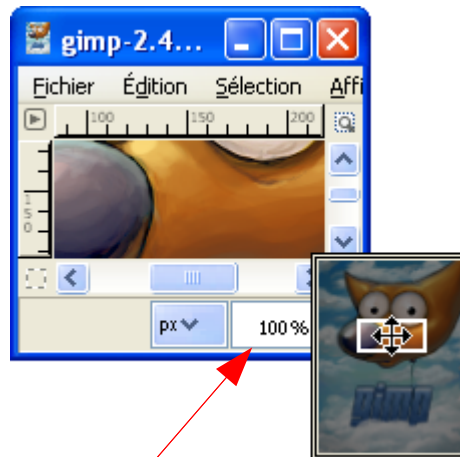 gimp-2.4...
Fichier Édition Sélection Affi
100 150 200
150
px 100 %
gimp